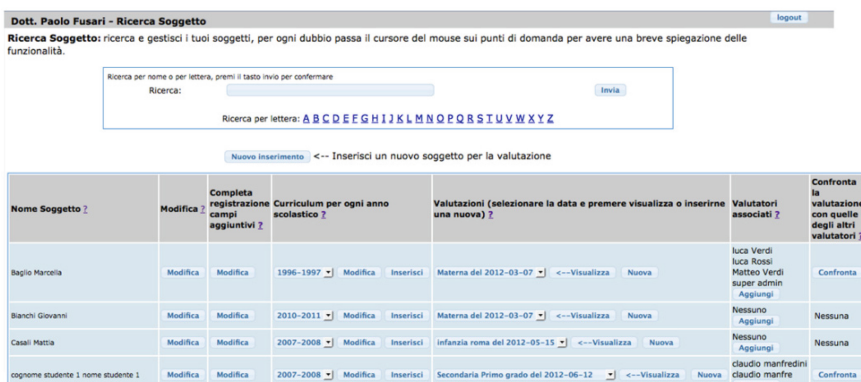 Dott. Paolo Fusari - Ricerca Soggetto
logout
Ricerca Soggetto: ricerca e gestisci i tuoi soggetti, per ogni dubbio passa il cursore del mouse sui punti di domanda per avere una breve spiegazione delle
funzionalità.
Ricerca per nome o per lettera, premi il tasto invio per confermare
Ricerca:
Invia
Ricerca per lettera: A B C D E F G H I J K L M N O P Q R S T U V W X Y Z
Nuovo inserimento <-- Inserisci un nuovo soggetto per la valutazione
Nome Soggetto ?
Modifica ?
Completa
registrazione
campi
aggiuntivi ?
Curriculum per ogni anno
scolastico ?
Valutazioni (selezionare la data e premere visualizza o inserirne
una nuova) ?
Valutatori
associati ?
Confronta
la
valutazione
con quelle
degli altri
valutatori ?
Baglio Marcella
Modifica
Modifica
1996-1997 Modifica Inserisci
Materna del 2012-03-07 <--Visualizza Nuova
luca Verdi
luca Rossi
Matteo Verdi
super admin
Aggiungi
Confronta
Bianchi Giovanni
Modifica
Modifica
2010-2011 Modifica Inserisci
Materna del 2012-03-07 <--Visualizza Nuova
Nessuno
Aggiungi
Nessuna
Casali Mattia
Modifica
Modifica
2007-2008 Modifica Inserisci
infanzia roma del 2012-05-15 <--Visualizza Nuova
Nessuno
Aggiungi
Nessuna
cognome studente 1 nome studente 1
Modifica
Modifica
2007-2008 Modifica Inserisci
Secondaria Primo grado del 2012-06-12 <--Visualizza Nuova
claudio manfredini
claudio manfre
Confronta